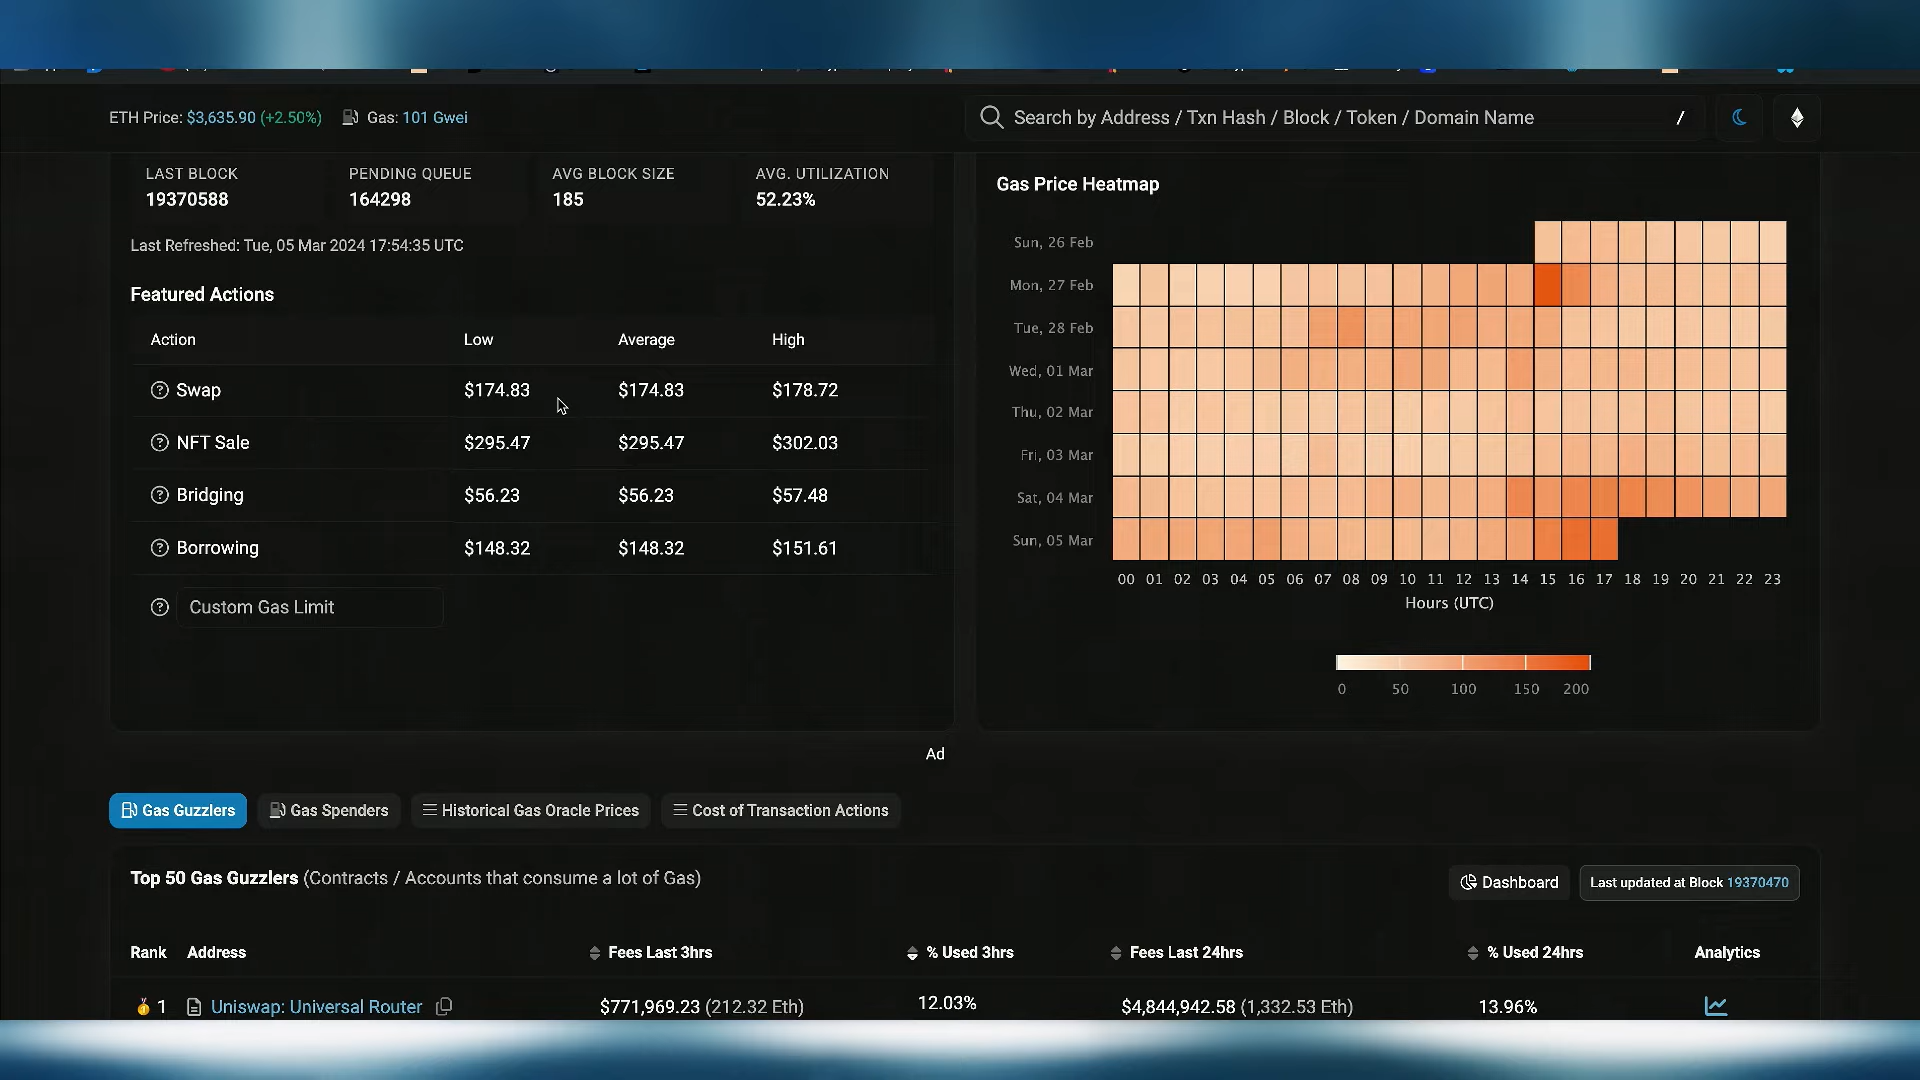 ETH Price: $3,635.90 (+2.50%) Gas: 101 Gwei
Search by Address / Txn Hash / Block / Token / Domain Name /
LAST BLOCK PENDING QUEUE AVG BLOCK SIZE AVG. UTILIZATION
19370588 164298 185 52.23%
Last Refreshed: Tue, 05 Mar 2024 17:54:35 UTC
Featured Actions
Action Low Average High
Swap $174.83 $174.83 $178.72
NFT Sale $295.47 $295.47 $302.03
Bridging $56.23 $56.23 $57.48
Borrowing $148.32 $148.32 $151.61
Custom Gas Limit
Gas Price Heatmap
Sun, 26 Feb
Mon, 27 Feb
Tue, 28 Feb
Wed, 01 Mar
Thu, 02 Mar
Fri, 03 Mar
Sat, 04 Mar
Sun, 05 Mar
00 01 02 03 04 05 06 07 08 09 10 11 12 13 14 15 16 17 18 19 20 21 22 23
Hours (UTC)
0 50 100 150 200
Ad
Gas Guzzlers Gas Spenders Historical Gas Oracle Prices Cost of Transaction Actions
Top 50 Gas Guzzlers (Contracts / Accounts that consume a lot of Gas)
Dashboard Last updated at Block 19370470
Rank Address Fees Last 3hrs % Used 3hrs Fees Last 24hrs % Used 24hrs Analytics
1 Uniswap: Universal Router $771,969.23 (212.32 Eth) 12.03% $4,844,942.58 (1,332.53 Eth) 13.96%